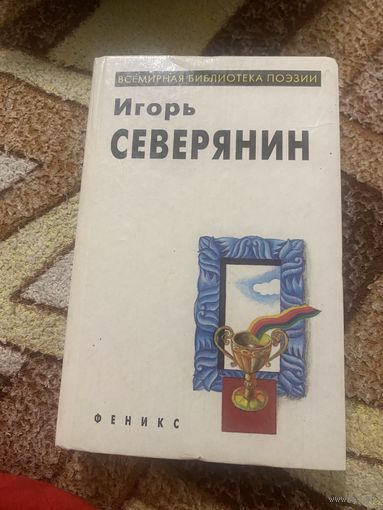 ВСЕМИРНАЯ БИБЛИОТЕКА ПОЭЗИИ
Игорь
СЕВЕРЯНИН
ФЕНИКС